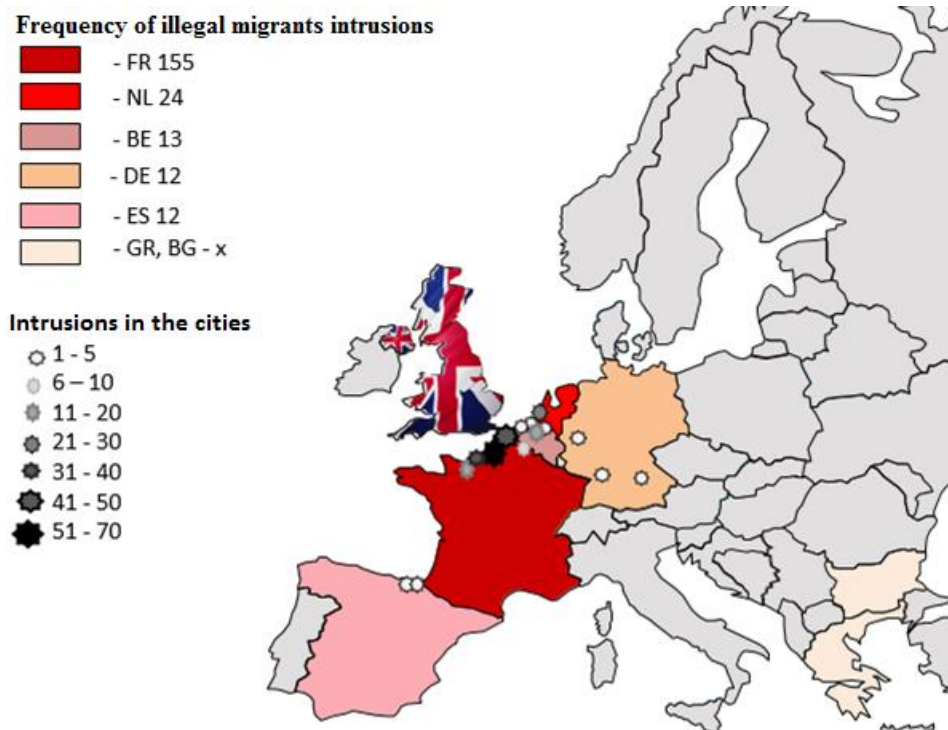 Frequency of illegal migrants intrusions
- FR 155
- NL 24
- BE 13
- DE 12
- ES 12
- GR, BG - x
Intrusions in the cities
1 - 5
6 – 10
11 - 20
21 - 30
31 - 40
41 - 50
51 - 70